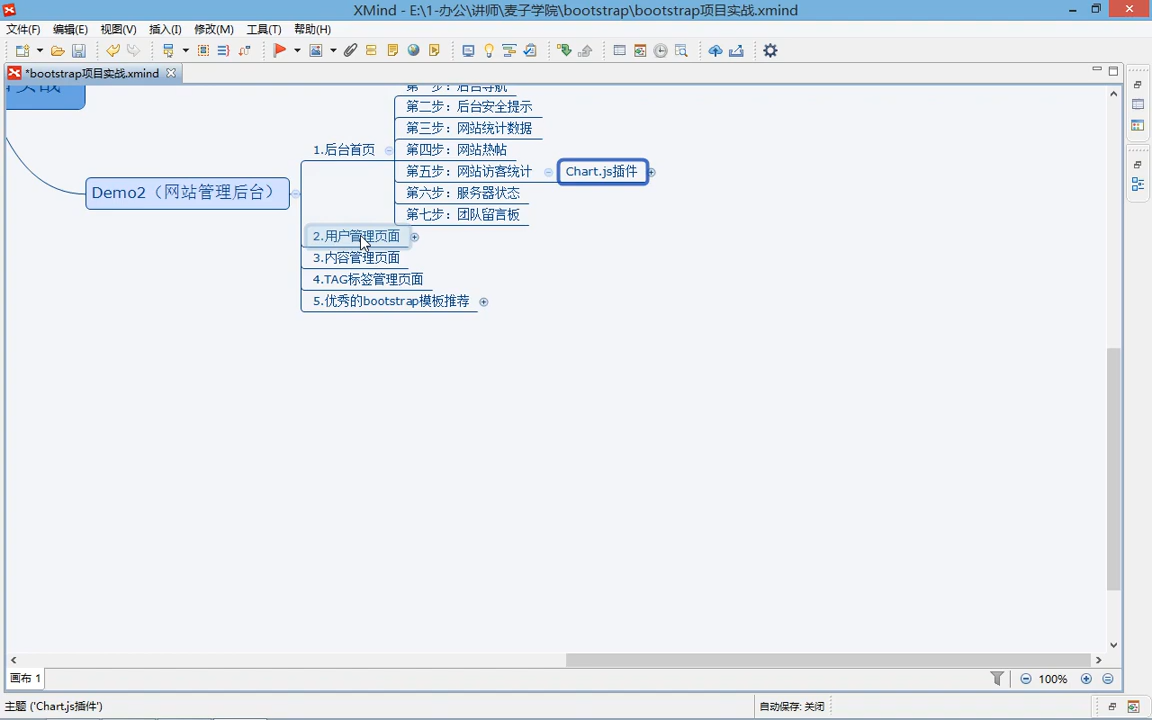 XMind - E:\1-办公\讲师\麦子学院\bootstrap\bootstrap项目实战.xmind
文件(F) 编辑(E) 视图(V) 插入(I) 修改(M) 工具(T) 帮助(H)
*bootstrap项目实战.xmind
第一步：后台导航
第二步：后台安全提示
第三步：网站统计数据
1.后台首页
第四步：网站热帖
第五步：网站访客统计
Chart.js插件
Demo2（网站管理后台）
第六步：服务器状态
第七步：团队留言板
2.用户管理页面
3.内容管理页面
4.TAG标签管理页面
5.优秀的bootstrap模板推荐
画布 1
100%
主题 ('Chart.js插件')
自动保存: 关闭